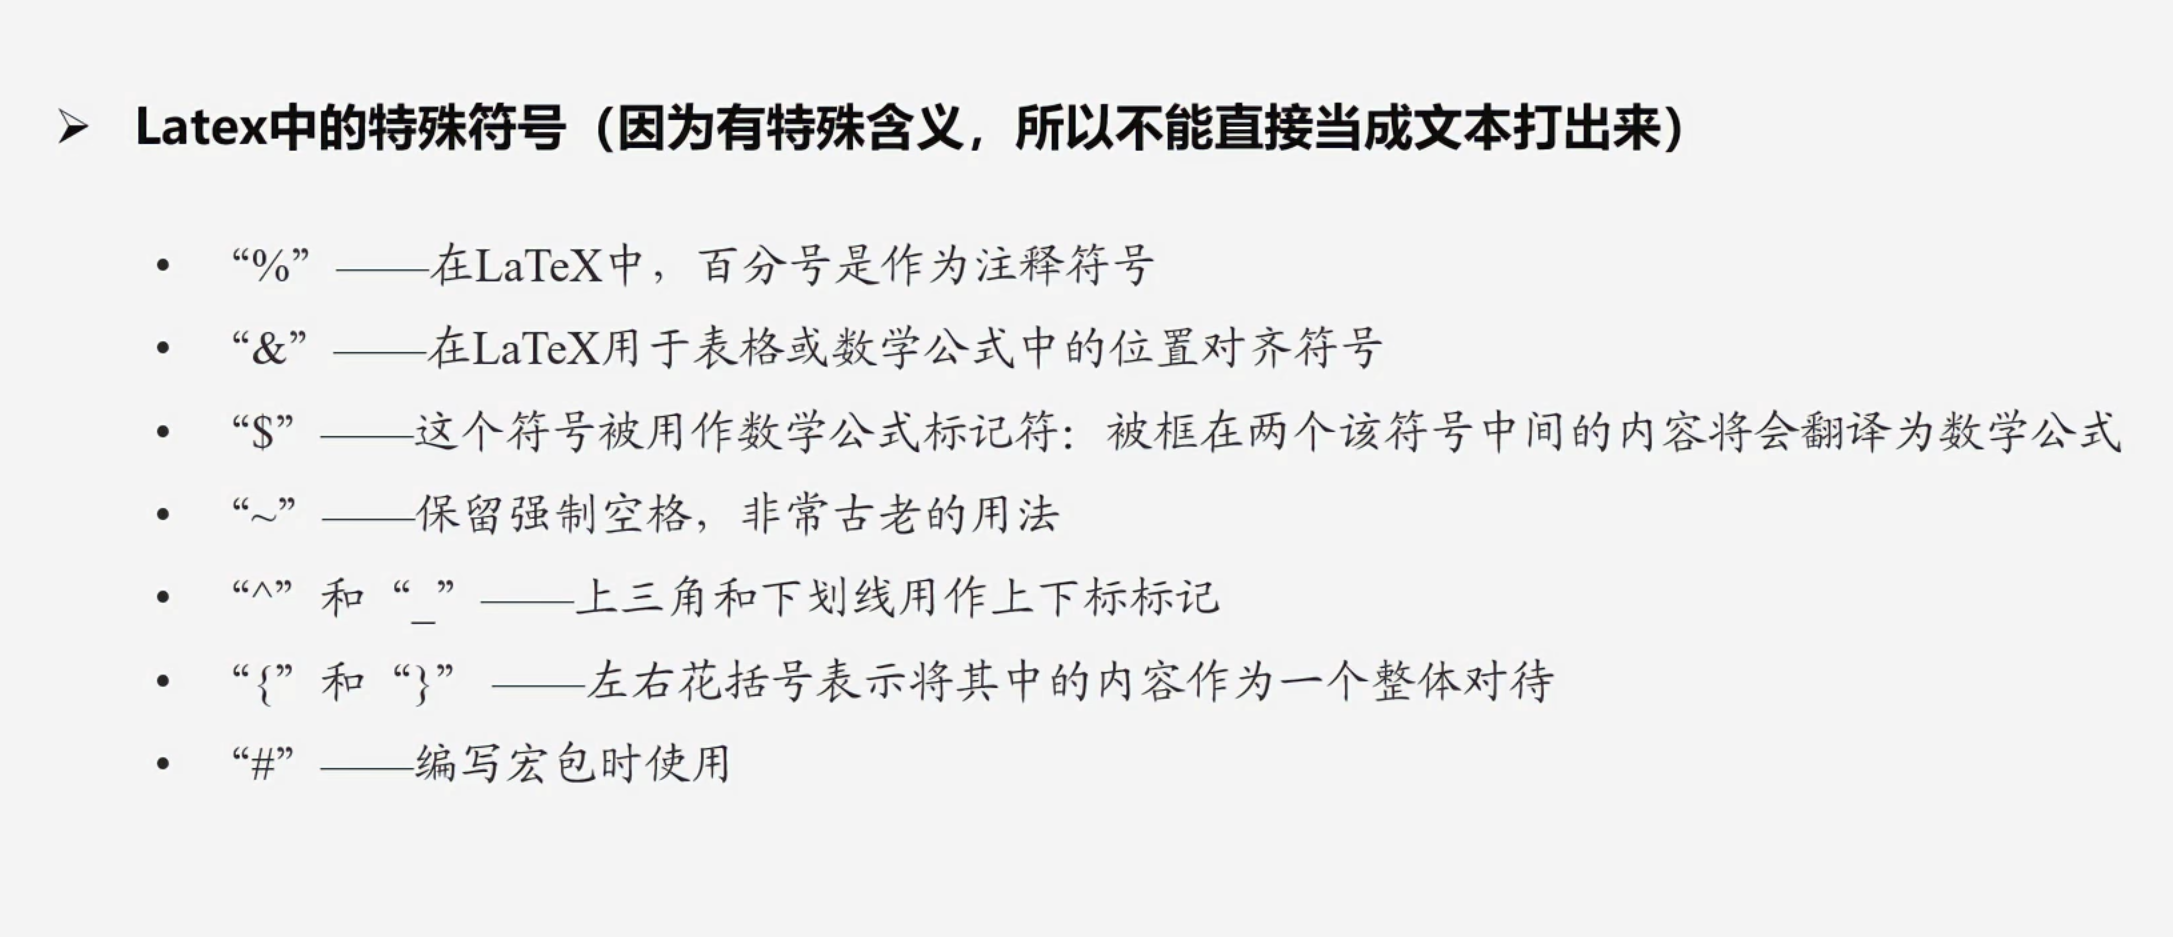 ➢ Latex中的特殊符号（因为有特殊含义，所以不能直接当成文本打出来）
• “%” ——在LaTeX中，百分号是作为注释符号
• “&” ——在LaTeX用于表格或数学公式中的位置对齐符号
• “$” ——这个符号被用作数学公式标记符：被框在两个该符号中间的内容将会翻译为数学公式
• “~” ——保留强制空格，非常古老的用法
• “^” 和 “_” ——上三角和下划线用作上下标标记
• “{” 和 “}” ——左右花括号表示将其中的内容作为一个整体对待
• “#” ——编写宏包时使用